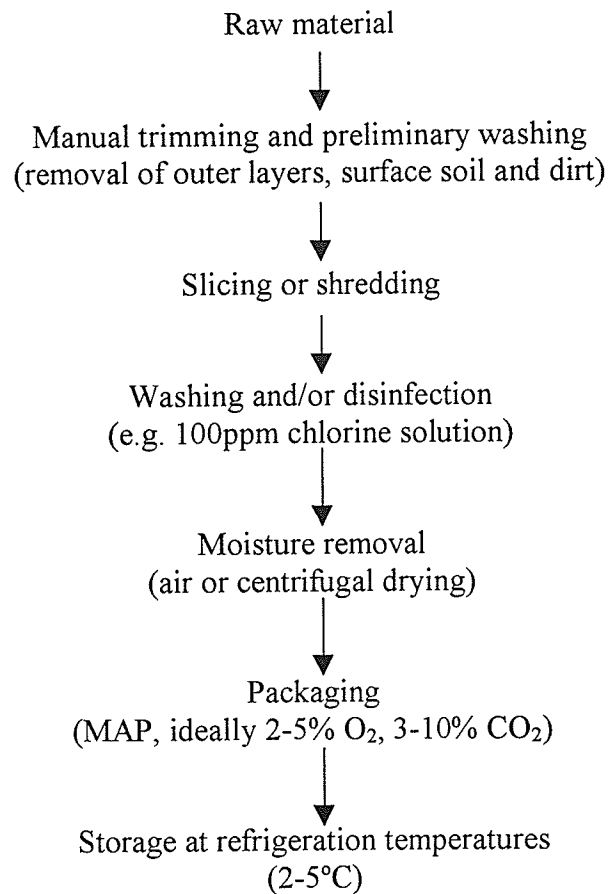 Raw material
Manual trimming and preliminary washing
(removal of outer layers, surface soil and dirt)
Slicing or shredding
Washing and/or disinfection
(e.g. 100ppm chlorine solution)
Moisture removal
(air or centrifugal drying)
Packaging
(MAP, ideally 2-5% O₂, 3-10% CO₂)
Storage at refrigeration temperatures
(2-5ºC)